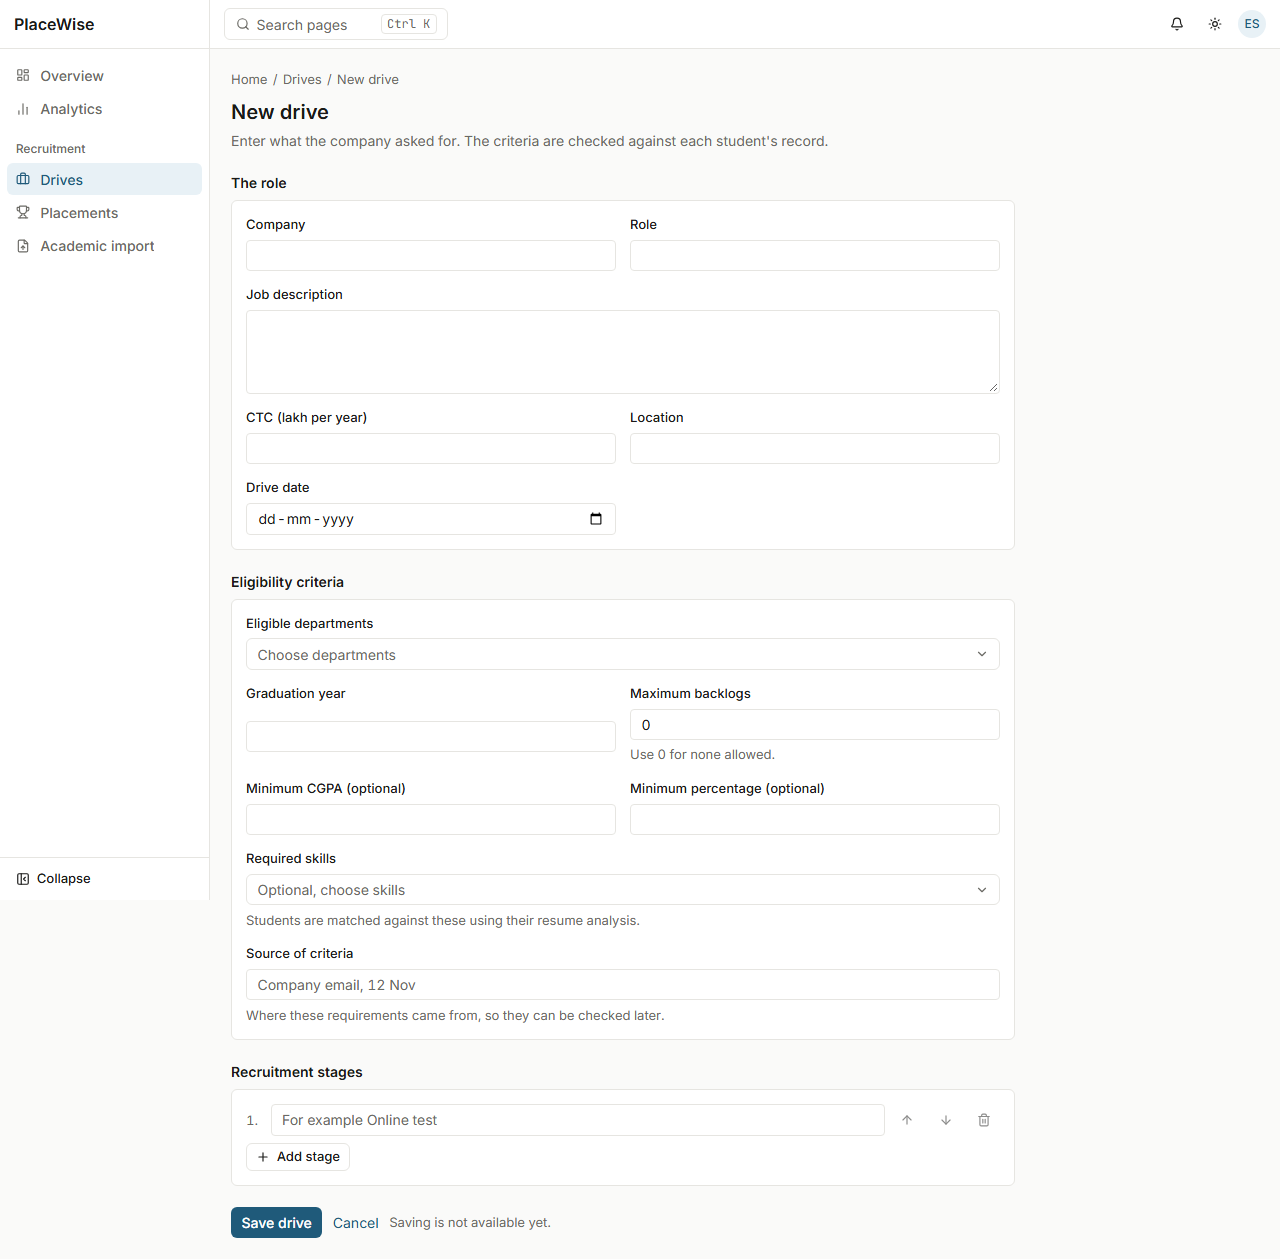 PlaceWise
Search pages
Ctrl K
ES
Overview
Analytics
Recruitment
Drives
Placements
Academic import
Collapse
Home / Drives / New drive
New drive
Enter what the company asked for. The criteria are checked against each student's record.
The role
Company
Role
Job description
CTC (lakh per year)
Location
Drive date
dd-mm-yyyy
Eligibility criteria
Eligible departments
Choose departments
Graduation year
Maximum backlogs
0
Use 0 for none allowed.
Minimum CGPA (optional)
Minimum percentage (optional)
Required skills
Optional, choose skills
Students are matched against these using their resume analysis.
Source of criteria
Company email, 12 Nov
Where these requirements came from, so they can be checked later.
Recruitment stages
1.
For example Online test
Add stage
Save drive
Cancel
Saving is not available yet.